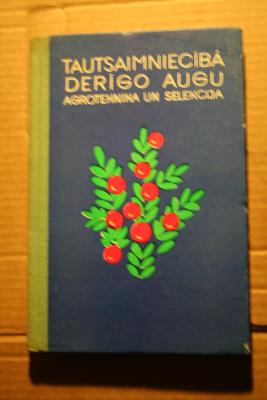 TAUTSAIMNIECĪBĀ
DERĪGO AUGU
AGROTEHNIKA UN SELEKCIJA